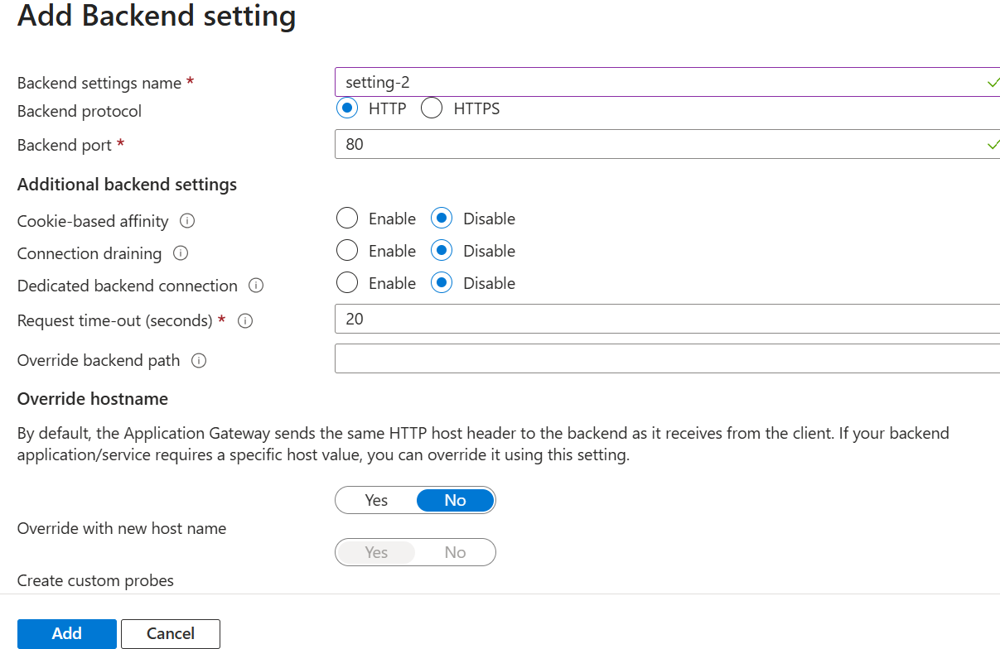 Add Backend setting
Backend settings name *
setting-2
Backend protocol
HTTP
HTTPS
Backend port *
80
Additional backend settings
Cookie-based affinity
Enable
Disable
Connection draining
Enable
Disable
Dedicated backend connection
Enable
Disable
Request time-out (seconds) *
20
Override backend path
Override hostname
By default, the Application Gateway sends the same HTTP host header to the backend as it receives from the client. If your backend
application/service requires a specific host value, you can override it using this setting.
Yes
No
Override with new host name
Yes
No
Create custom probes
Add
Cancel